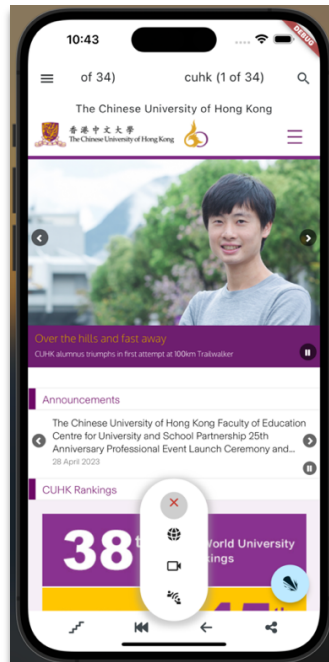 10:43
DEBUG
of 34)
cuhk (1 of 34)
The Chinese University of Hong Kong
香港中文大學
The Chinese University of Hong Kong
Over the hills and fast away
CUHK alumnus triumphs in first attempt at 100km Trailwalker
Announcements
The Chinese University of Hong Kong Faculty of Education
Centre for University and School Partnership 25th
Anniversary Professional Event Launch Ceremony and...
28 April 2023
CUHK Rankings
38
World University